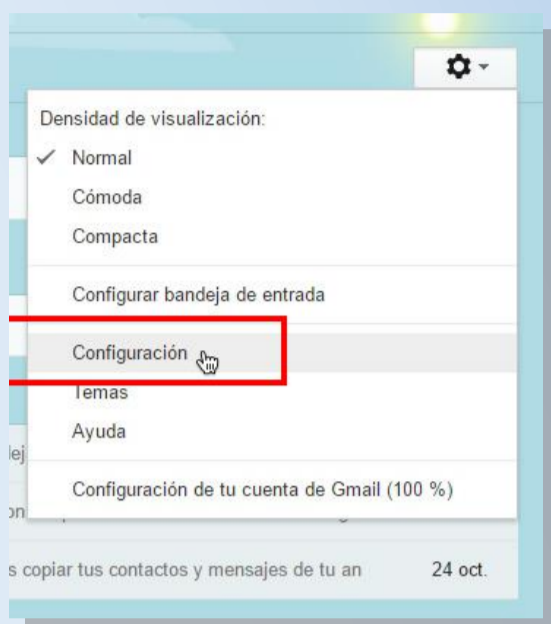 Densidad de visualización:
Normal
Cómoda
Compacta
Configurar bandeja de entrada
Configuración
Temas
Ayuda
Configuración de tu cuenta de Gmail (100 %)
s copiar tus contactos y mensajes de tu an 24 oct.